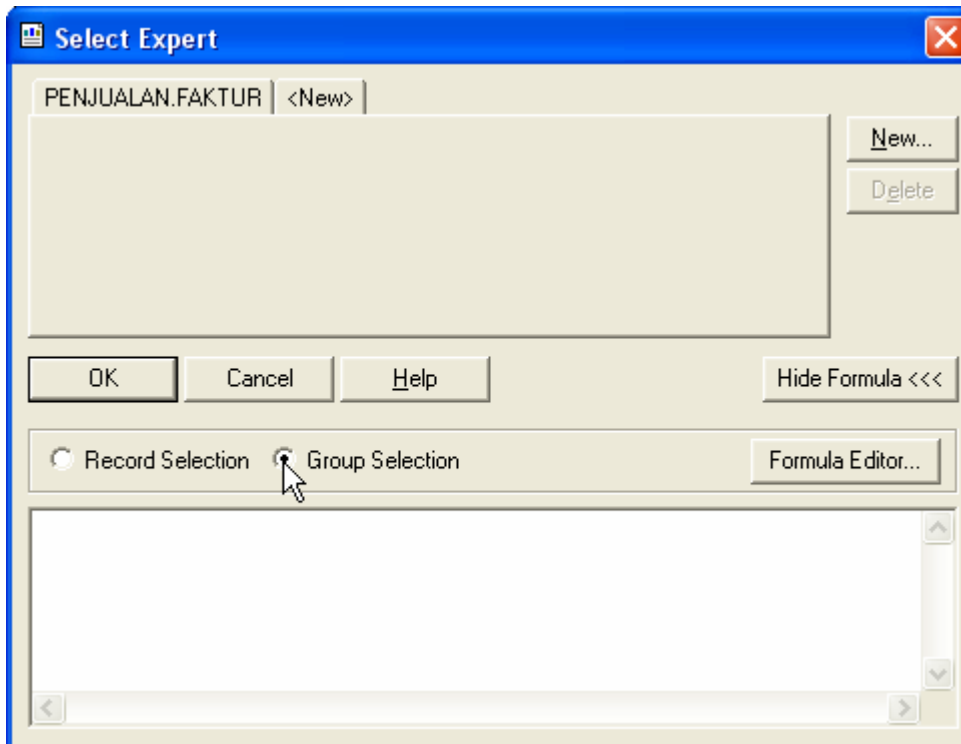 Select Expert
PENJUALAN.FAKTUR <New>
New...
Delete
OK Cancel Help Hide Formula <<<
Record Selection Group Selection Formula Editor...